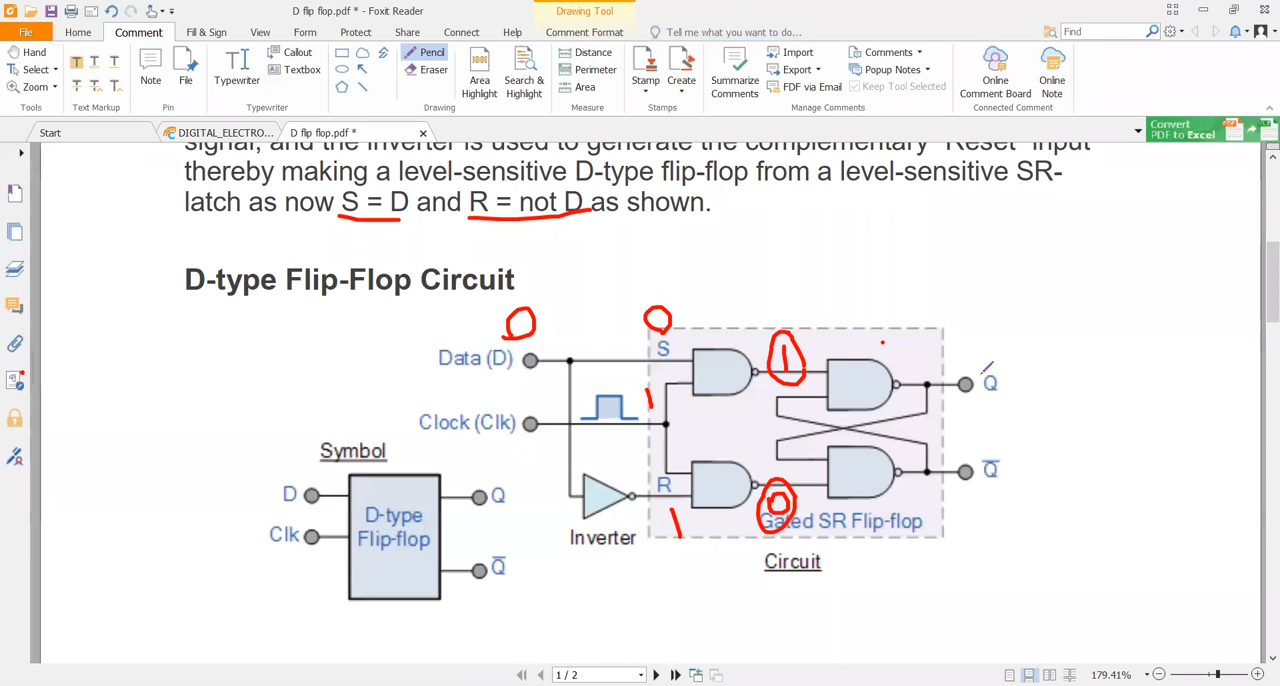 D flip flop.pdf * - Foxit Reader
Drawing Tool
File
Home
Comment
Fill & Sign
View
Form
Protect
Share
Connect
Help
Comment Format
Tell me what you want to do...
Find
Hand
Select
Zoom
Tools
T T T
T T T
Text Markup
Note
File
Pin
Typewriter
Callout
Textbox
Typewriter
Pencil
Eraser
Drawing
Area
Highlight
Search &
Highlight
Distance
Perimeter
Area
Measure
Stamp
Create
Stamps
Summarize
Comments
Import
Export
FDF via Email
Comments
Popup Notes
Keep Tool Selected
Manage Comments
Online
Comment Board
Online
Note
Connected Comment
Start
DIGITAL_ELECTRO...
D flip flop.pdf *
Convert
PDF to Excel
signal, and the inverter is used to generate the complementary "Reset" input
thereby making a level-sensitive D-type flip-flop from a level-sensitive SR-
latch as now S = D and R = not D as shown.
D-type Flip-Flop Circuit
0
0
Data (D)
S
1
Q
1
Clock (Clk)
Symbol
D
Q
D-type
Flip-flop
Clk
Q̅
R
1
0
Q̅
Gated SR Flip-flop
Inverter
Circuit
1 / 2
179.41%